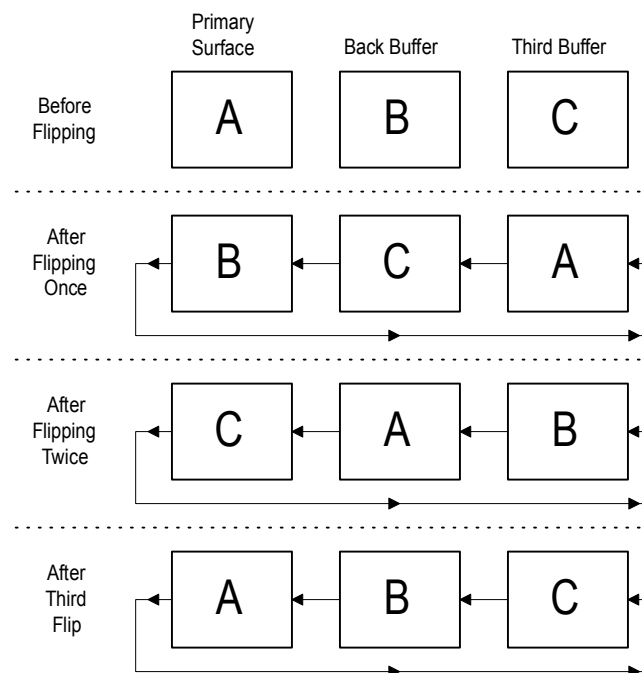 Primary
Surface
Back Buffer
Third Buffer
Before
Flipping
A
B
C
After
Flipping
Once
B
C
A
After
Flipping
Twice
C
A
B
After
Third
Flip
A
B
C